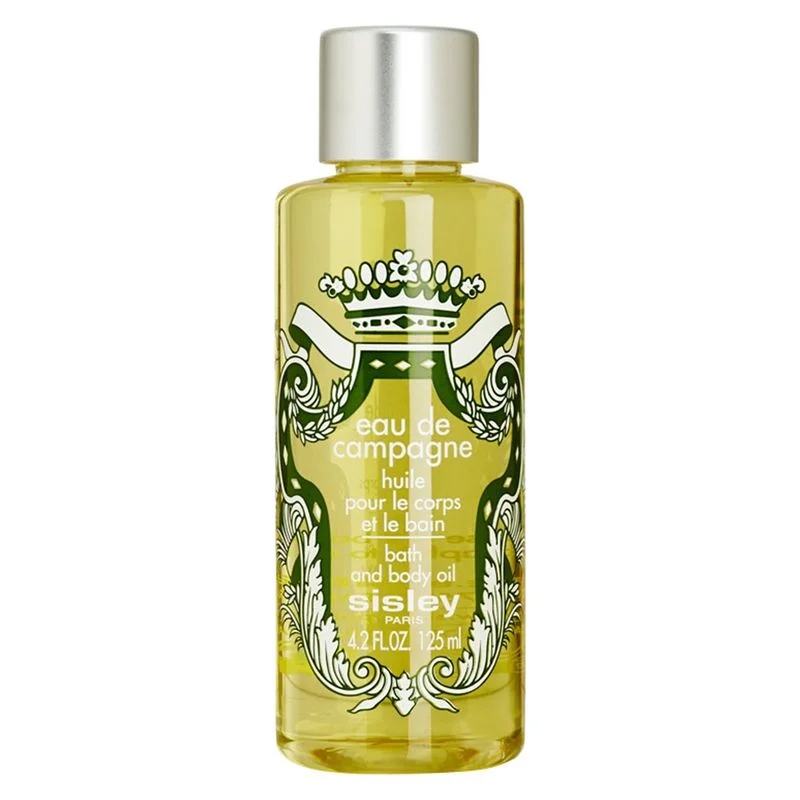 eau de
campagne
huile
pour le corps
et le bain
bath
and body oil
sisley
PARIS
4.2 FL.OZ. 125 ml